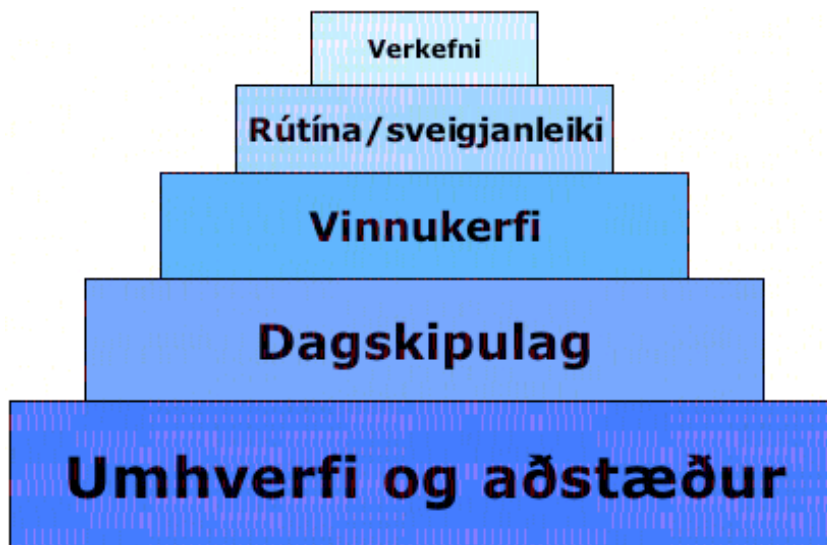 Verkefni
Rútína/sveigjanleiki
Vinnukerfi
Dagskipulag
Umhverfi og aðstæður